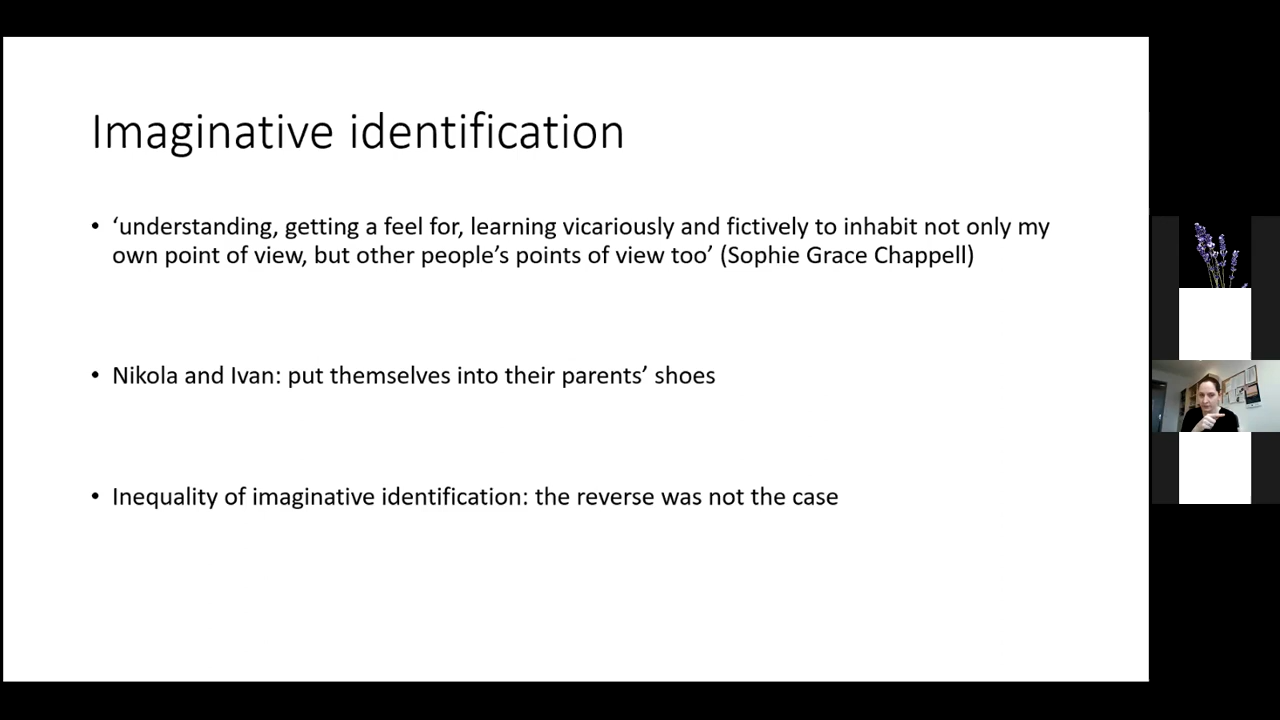 Imaginative identification
• ‘understanding, getting a feel for, learning vicariously and fictively to inhabit not only my
own point of view, but other people’s points of view too’ (Sophie Grace Chappell)
• Nikola and Ivan: put themselves into their parents’ shoes
• Inequality of imaginative identification: the reverse was not the case